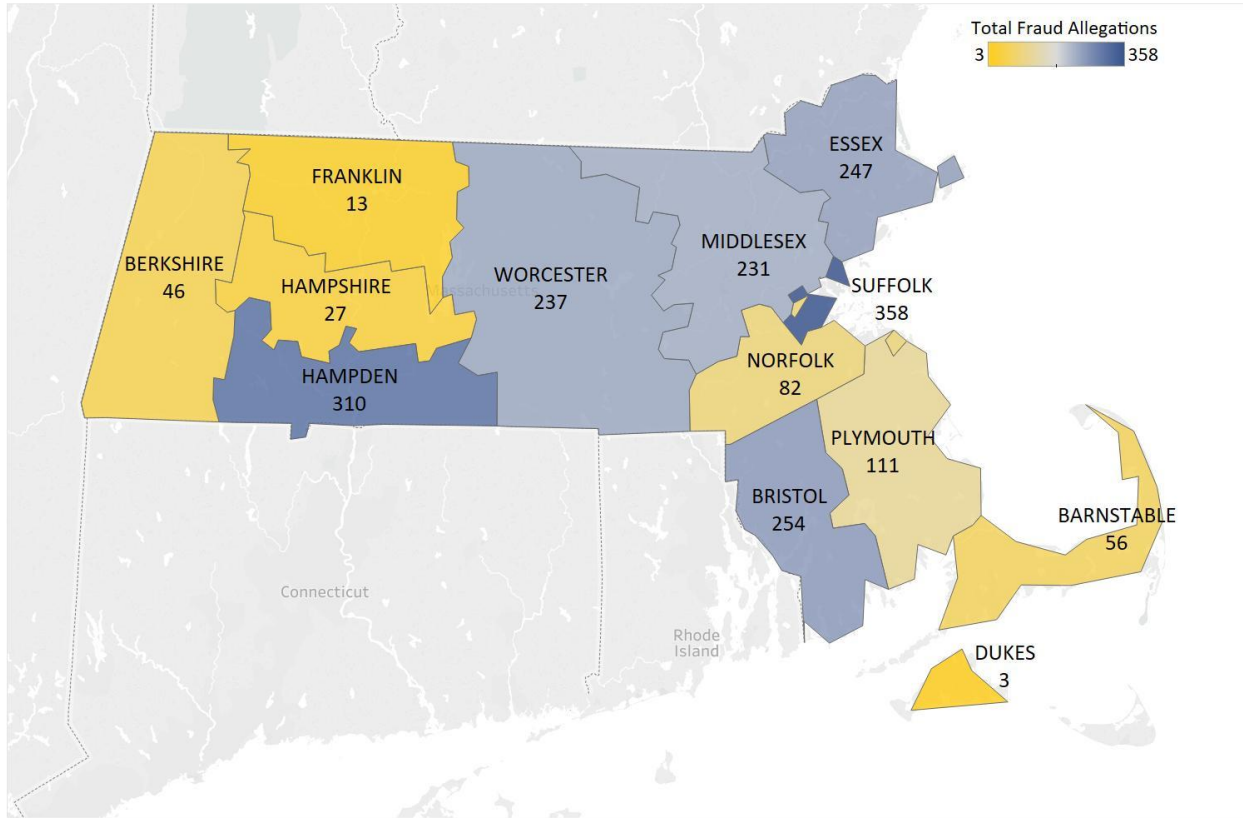 Total Fraud Allegations
3 358
ESSEX
247
FRANKLIN
13
MIDDLESEX
231
BERKSHIRE
46
HAMPSHIRE
27
WORCESTER
237
Massachusetts
SUFFOLK
358
NORFOLK
82
HAMPDEN
310
PLYMOUTH
111
BRISTOL
254
BARNSTABLE
56
Connecticut
Rhode
Island
DUKES
3